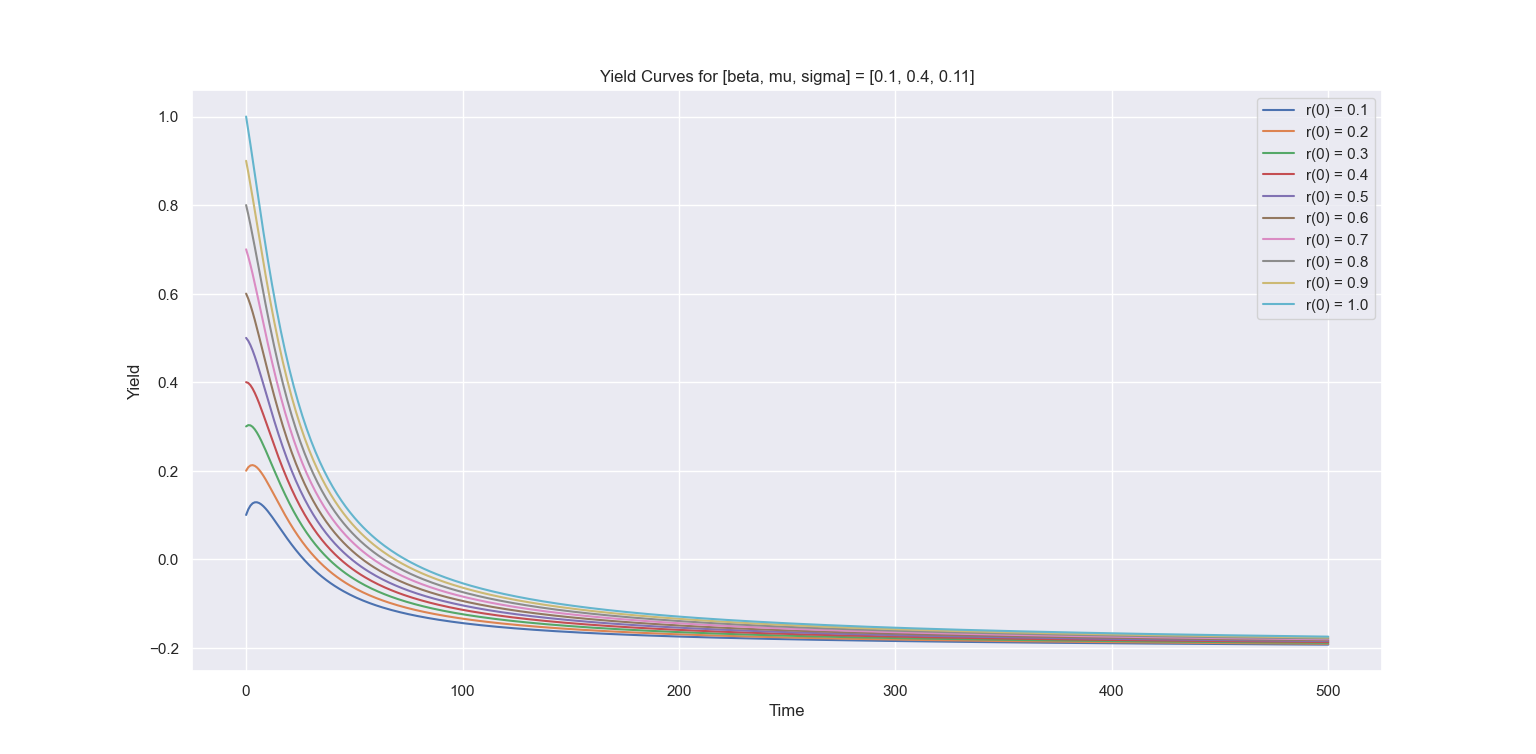 Yield Curves for [beta, mu, sigma] = [0.1, 0.4, 0.11]
r(0) = 0.1
r(0) = 0.2
r(0) = 0.3
r(0) = 0.4
r(0) = 0.5
r(0) = 0.6
r(0) = 0.7
r(0) = 0.8
r(0) = 0.9
r(0) = 1.0
Yield
1.0
0.8
0.6
0.4
0.2
0.0
−0.2
0 100 200 300 400 500
Time